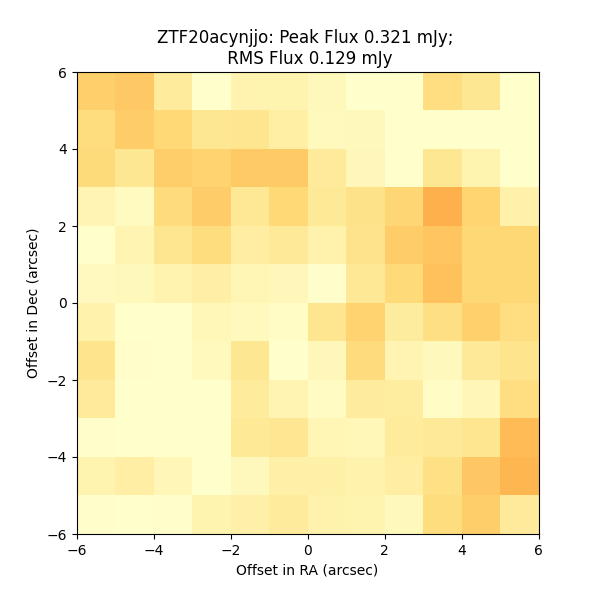 ZTF20acynjjo: Peak Flux 0.321 mJy;
RMS Flux 0.129 mJy
6
4
2
0
−2
−4
−6
Offset in Dec (arcsec)
−6 −4 −2 0 2 4 6
Offset in RA (arcsec)